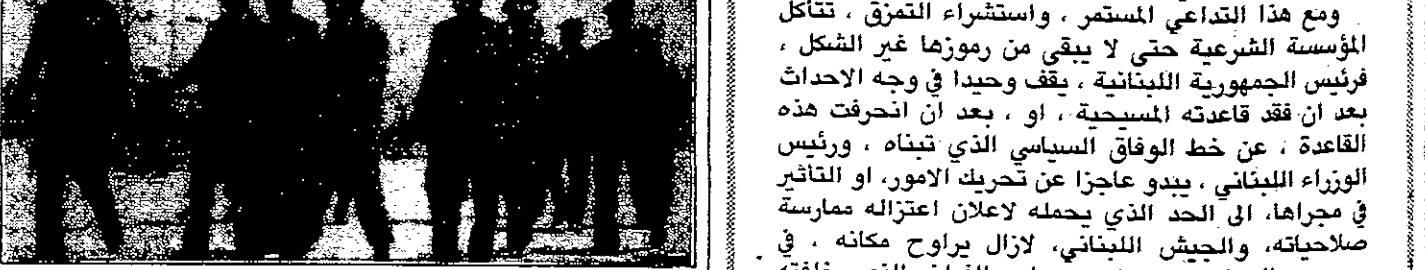 ومع هذا التداعي المستمر ، واستشراء التمزق ، تتآكل
المؤسسة الشرعية حتى لا يبقى من رموزها غير الشكل ،
فرئيس الجمهورية اللبنانية ، يقف وحيدا في وجه الاحداث
بعد ان فقد قاعدته المسيحية ، او ، بعد ان انحرفت هذه
القاعدة ، عن خط الوفاق السياسي الذي تبناه ، ورئيس
الوزراء اللبناني ، يبدو عاجزا عن تحريك الامور، او التأثير
في مجراها، الى الحد الذي يحمله لاعلان اعتزاله ممارسة
صلاحياته، والجيش اللبناني، لازال يراوح مكانه ، في